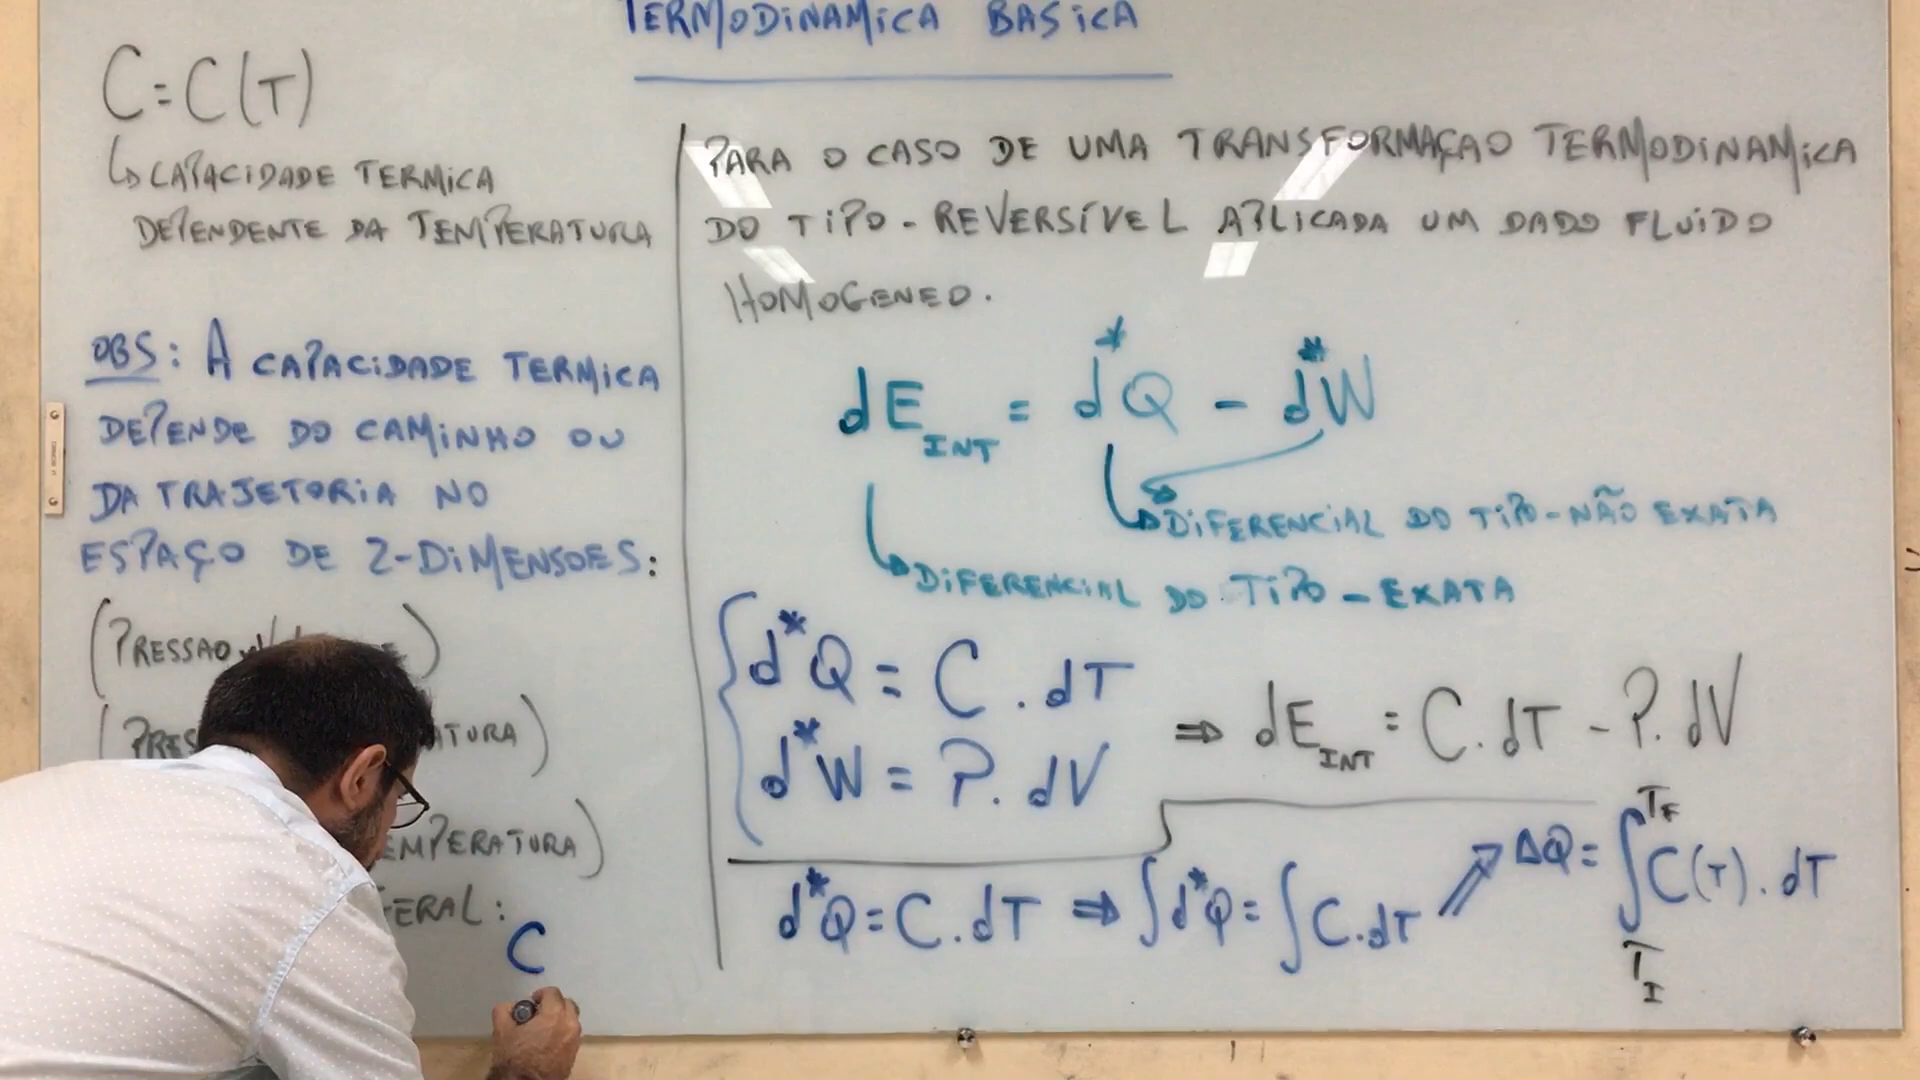 TERMODINAMICA BASICA
C=C(T)
↳ CAPACIDADE TERMICA
DEPENDENTE DA TEMPERATURA
OBS: A CAPACIDADE TERMICA
DEPENDE DO CAMINHO OU
DA TRAJETORIA NO
ESPAÇO DE 2-DIMENSOES:
(PRESSAO
C
PARA O CASO DE UMA TRANSFORMAÇAO TERMODINAMICA
DO TIPO-REVERSÍVEL APLICADA UM DADO FLUIDO
HOMOGENEO.
dE_INT = d*Q - d*W
↳ DIFERENCIAL DO TIPO-NÃO EXATA
↳ DIFERENCIAL DO TIPO-EXATA
d*Q = C.dT
d*W = P.dV
⇒ dE_INT = C.dT - P.dV
d*Q = C.dT ⇒ ∫d*Q = ∫C.dT ⇒ ΔQ = ∫_{T_I}^{T_F} C(T).dT